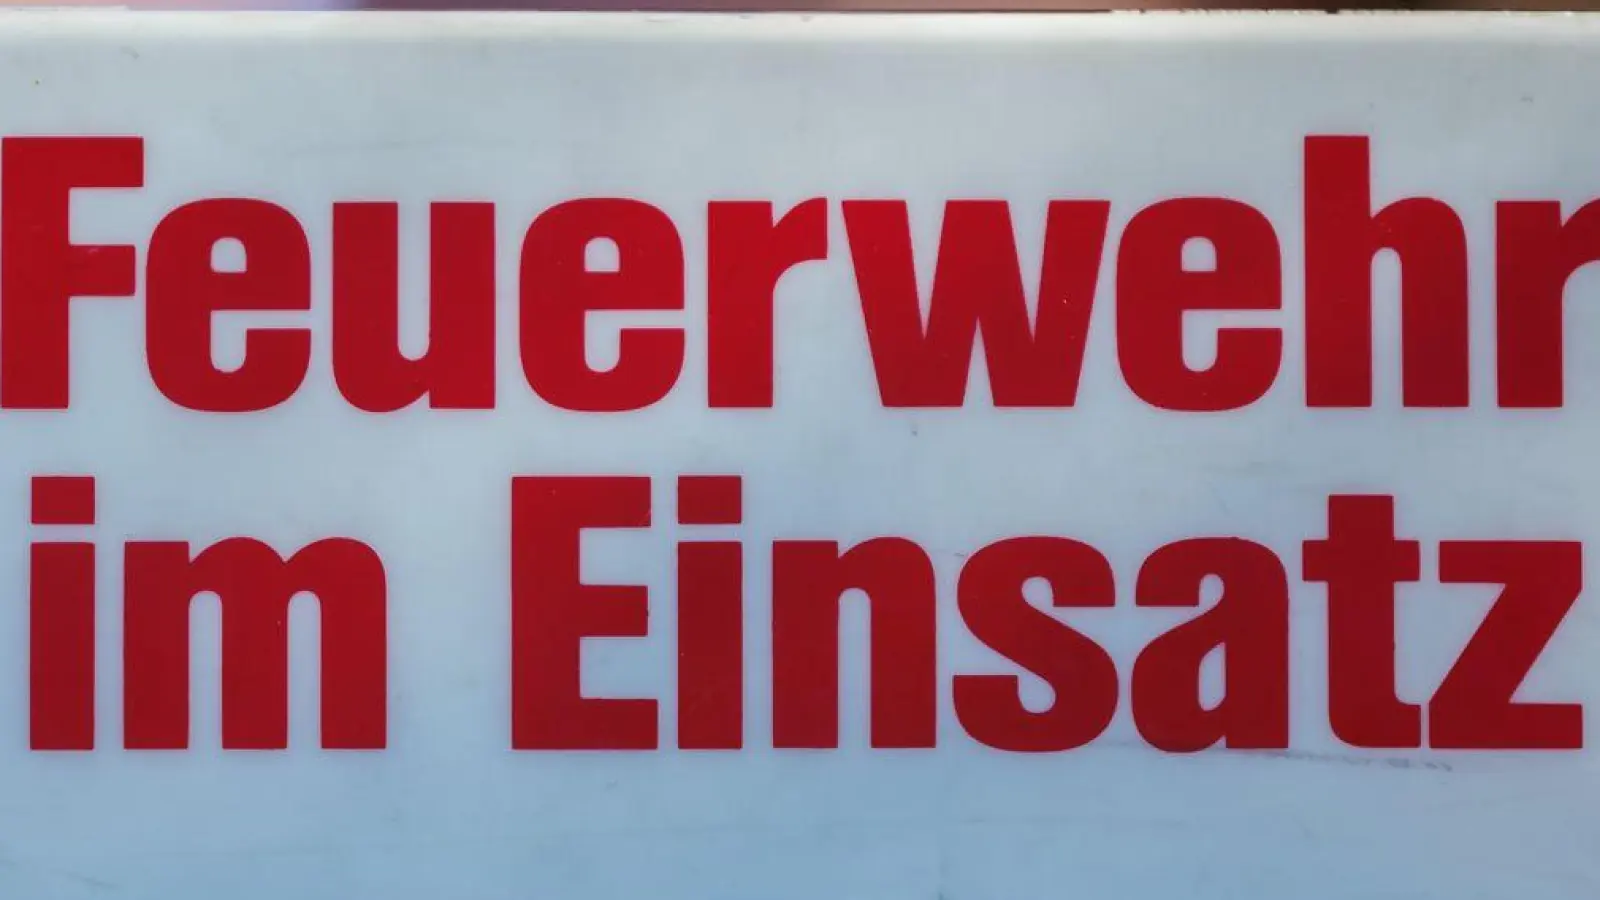 Feuerwehr
im Einsatz